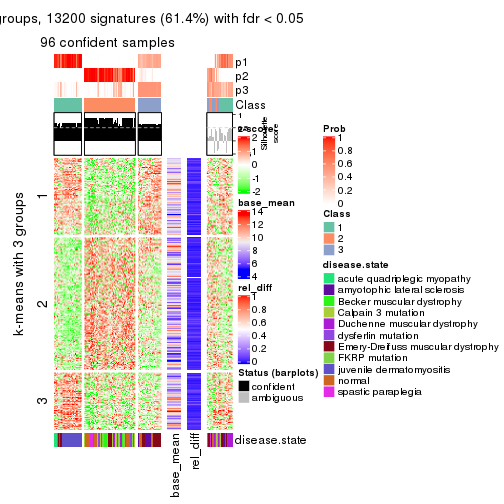 groups, 13200 signatures (61.4%) with fdr < 0.05
96 confident samples
p1
p2
p3
Class
1
Silhouette
score
k-means with 3 groups
1
2
3
base_mean
rel_diff
disease.state
z-score
2
1
0
-1
-2
base_mean
14
12
10
8
6
4
rel_diff
1
0.8
0.6
0.4
0.2
0
Status (barplots)
confident
ambiguous
Prob
1
0.8
0.6
0.4
0.2
0
Class
1
2
3
disease.state
acute quadriplegic myopathy
amyotophic lateral sclerosis
Becker muscular dystrophy
Calpain 3 mutation
Duchenne muscular dystrophy
dysferlin mutation
Emery-Dreifuss muscular dystrophy
FKRP mutation
juvenile dermatomyositis
normal
spastic paraplegia